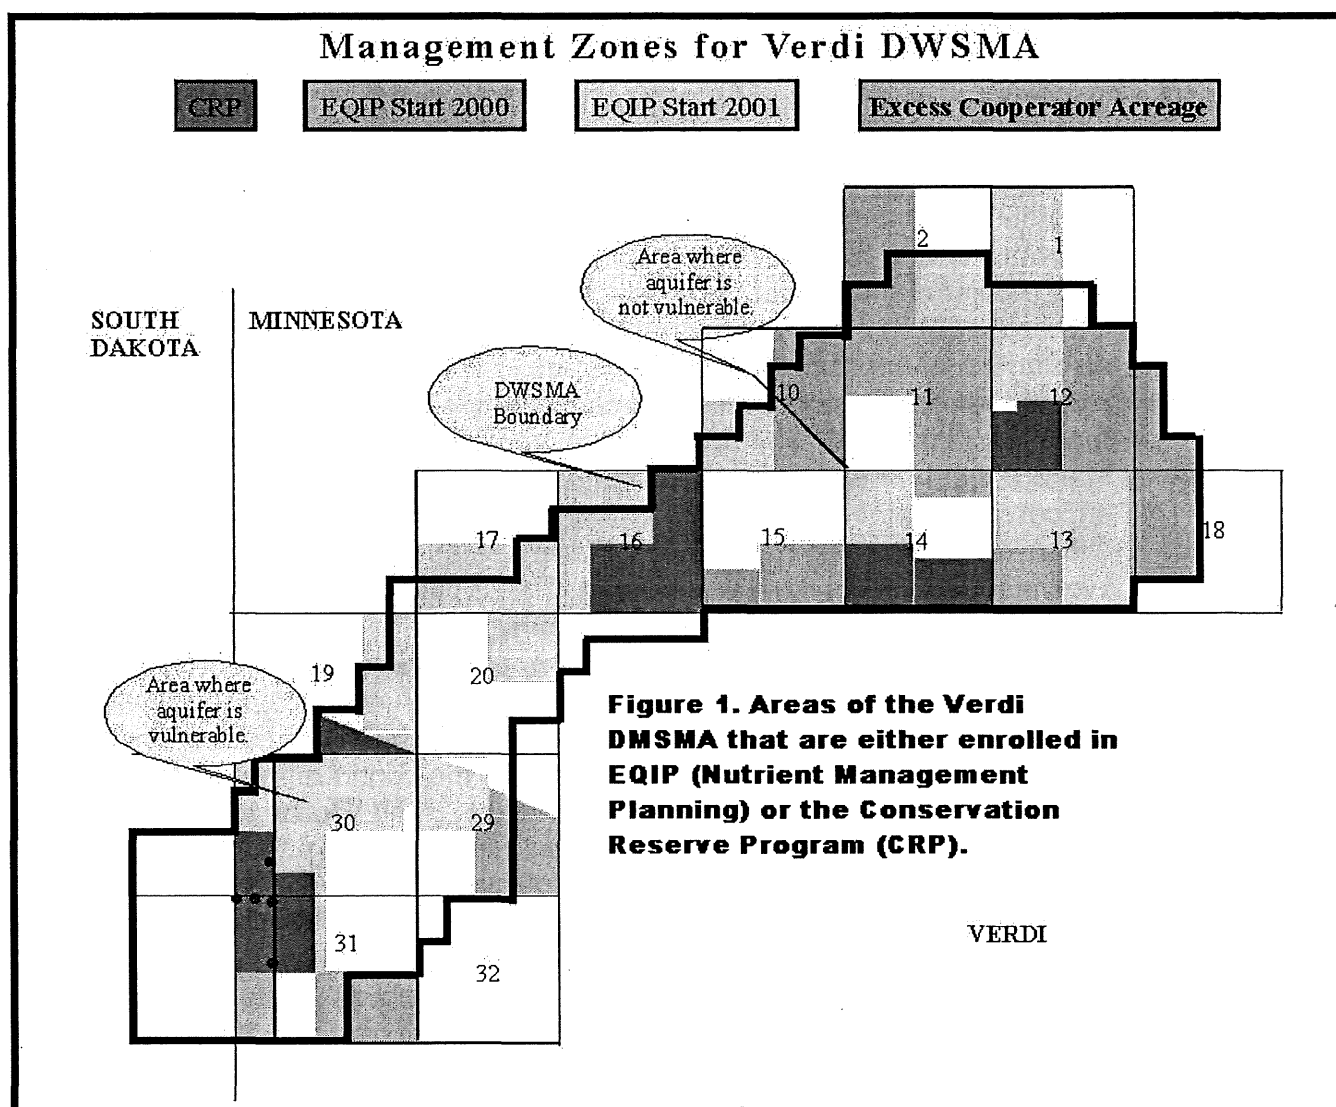 Management Zones for Verdi DWSMA
CRP
EQIP Start 2000
EQIP Start 2001
Excess Cooperator Acreage
2
1
Area where
aquifer is
not vulnerable.
SOUTH
DAKOTA
MINNESOTA
DWSMA
Boundary
10
11
12
17
16
15
14
13
18
19
20
Area where
aquifer is
vulnerable.
Figure 1. Areas of the Verdi
DMSMA that are either enrolled in
EQIP (Nutrient Management
Planning) or the Conservation
Reserve Program (CRP).
30
29
31
32
VERDI